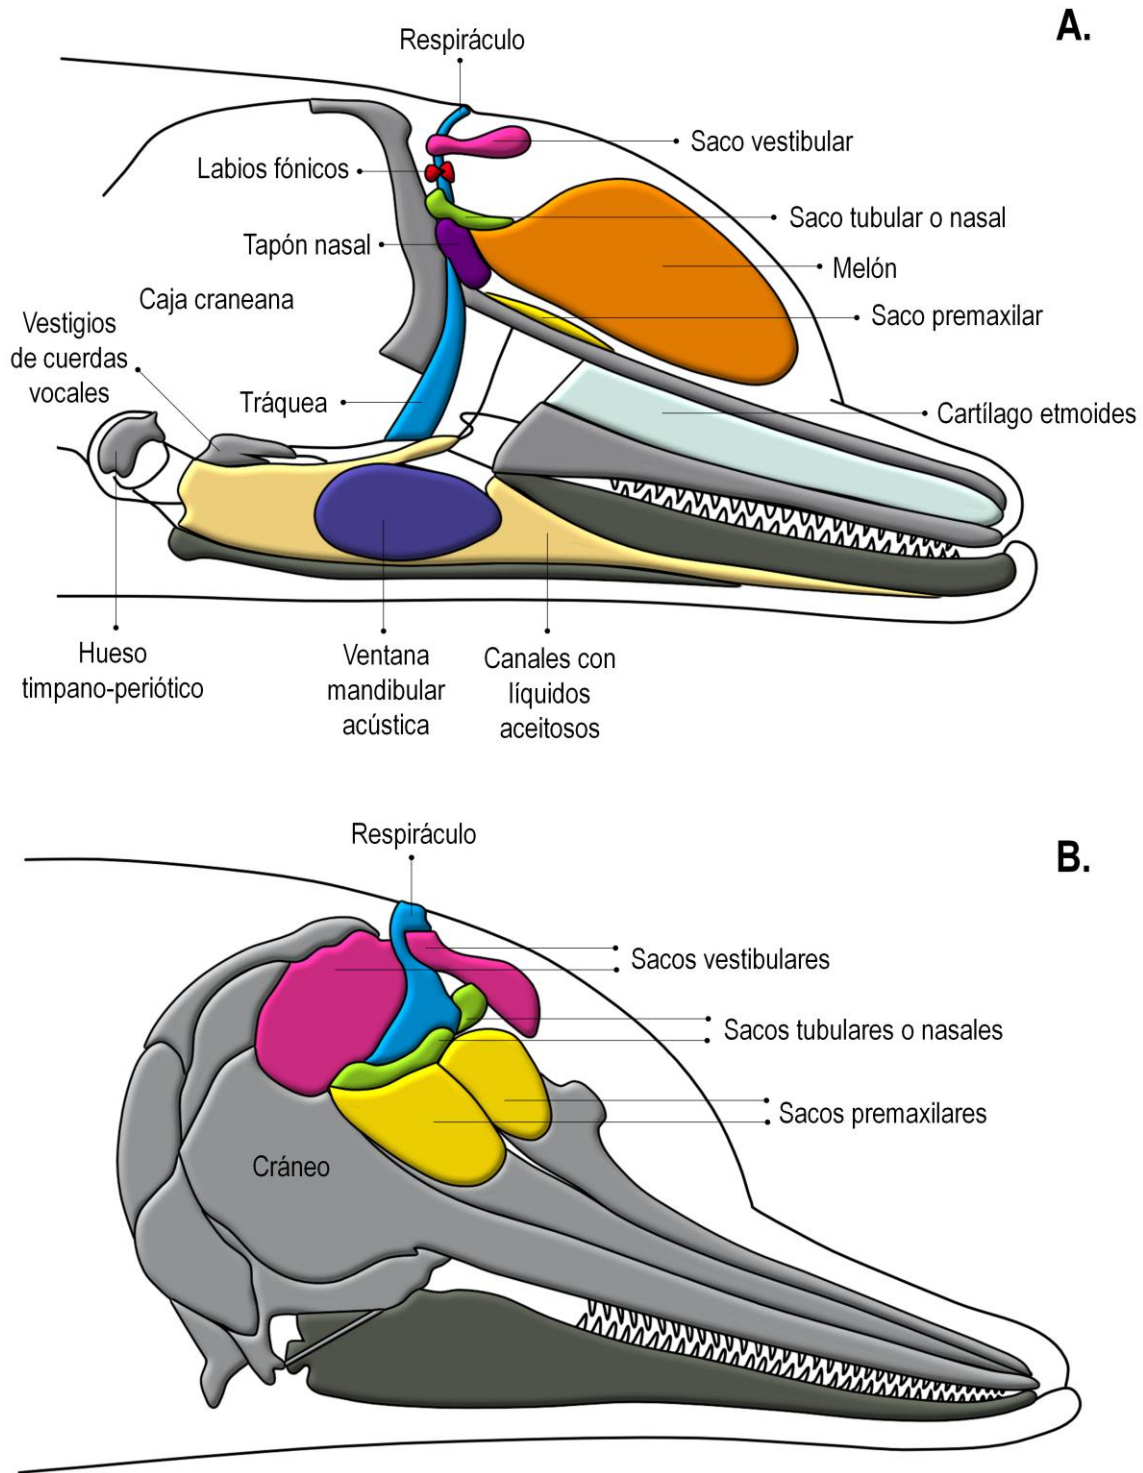 A.
Respiráculo
Saco vestibular
Labios fónicos
Saco tubular o nasal
Tapón nasal
Melón
Caja craneana
Saco premaxilar
Vestigios
de cuerdas
vocales
Tráquea
Cartílago etmoides
Hueso
timpano-periótico
Ventana
mandibular
acústica
Canales con
líquidos
aceitosos
B.
Respiráculo
Sacos vestibulares
Sacos tubulares o nasales
Sacos premaxilares
Cráneo